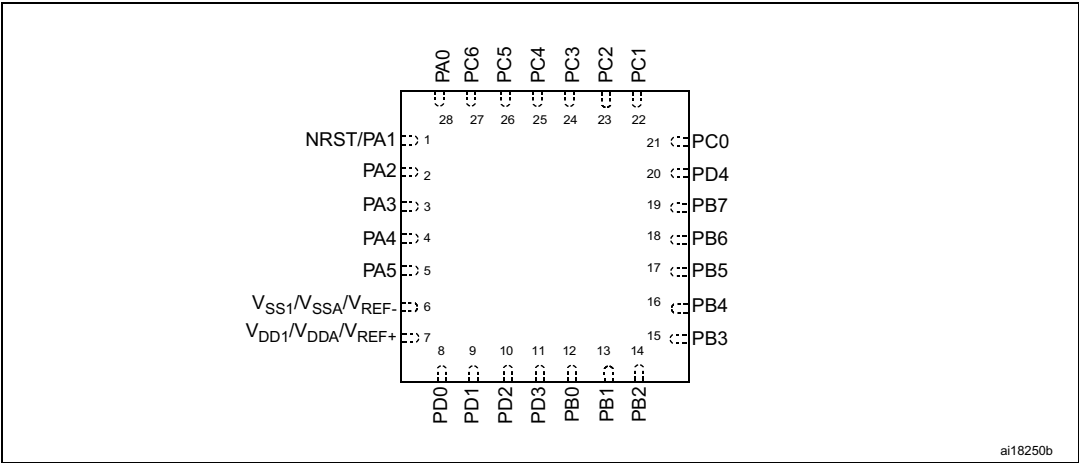 PA0 PC6 PC5 PC4 PC3 PC2 PC1
28 27 26 25 24 23 22
NRST/PA1 1
PA2 2
PA3 3
PA4 4
PA5 5
VSS1/VSSA/VREF- 6
VDD1/VDDA/VREF+ 7
21 PC0
20 PD4
19 PB7
18 PB6
17 PB5
16 PB4
15 PB3
8 9 10 11 12 13 14
PD0 PD1 PD2 PD3 PB0 PB1 PB2
ai18250b